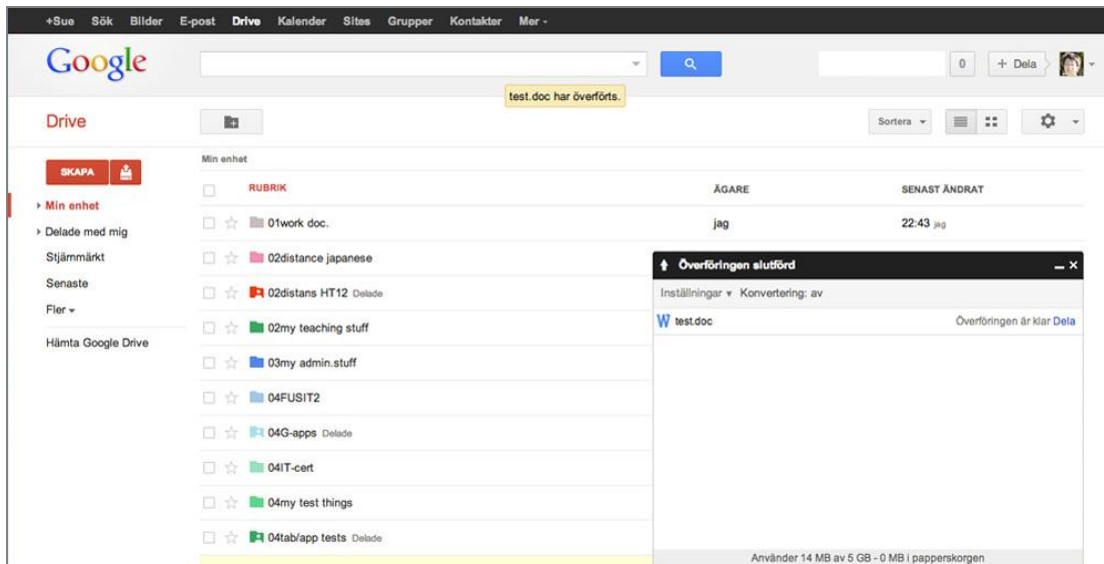 +Sue Sök Bilder E-post Drive Kalender Sites Grupper Kontakter Mer
Google
0 + Dela
test.doc har överförts.
Drive
Sortera
SKAPA
Min enhet
Delade med mig
Stjärnmärkt
Senaste
Fler
Hämta Google Drive
Min enhet
RUBRIK ÄGARE SENAST ÄNDRAT
01work doc. jag 22:43 jag
02distance japanese
02distans HT12 Delade
02my teaching stuff
03my admin.stuff
04FUSIT2
04G-apps Delade
04IT-cert
04my test things
04tab/app tests Delade
Överföringen slutförd
Inställningar Konvertering: av
W test.doc Överföringen är klar Dela
Använder 14 MB av 5 GB - 0 MB i papperskorgen